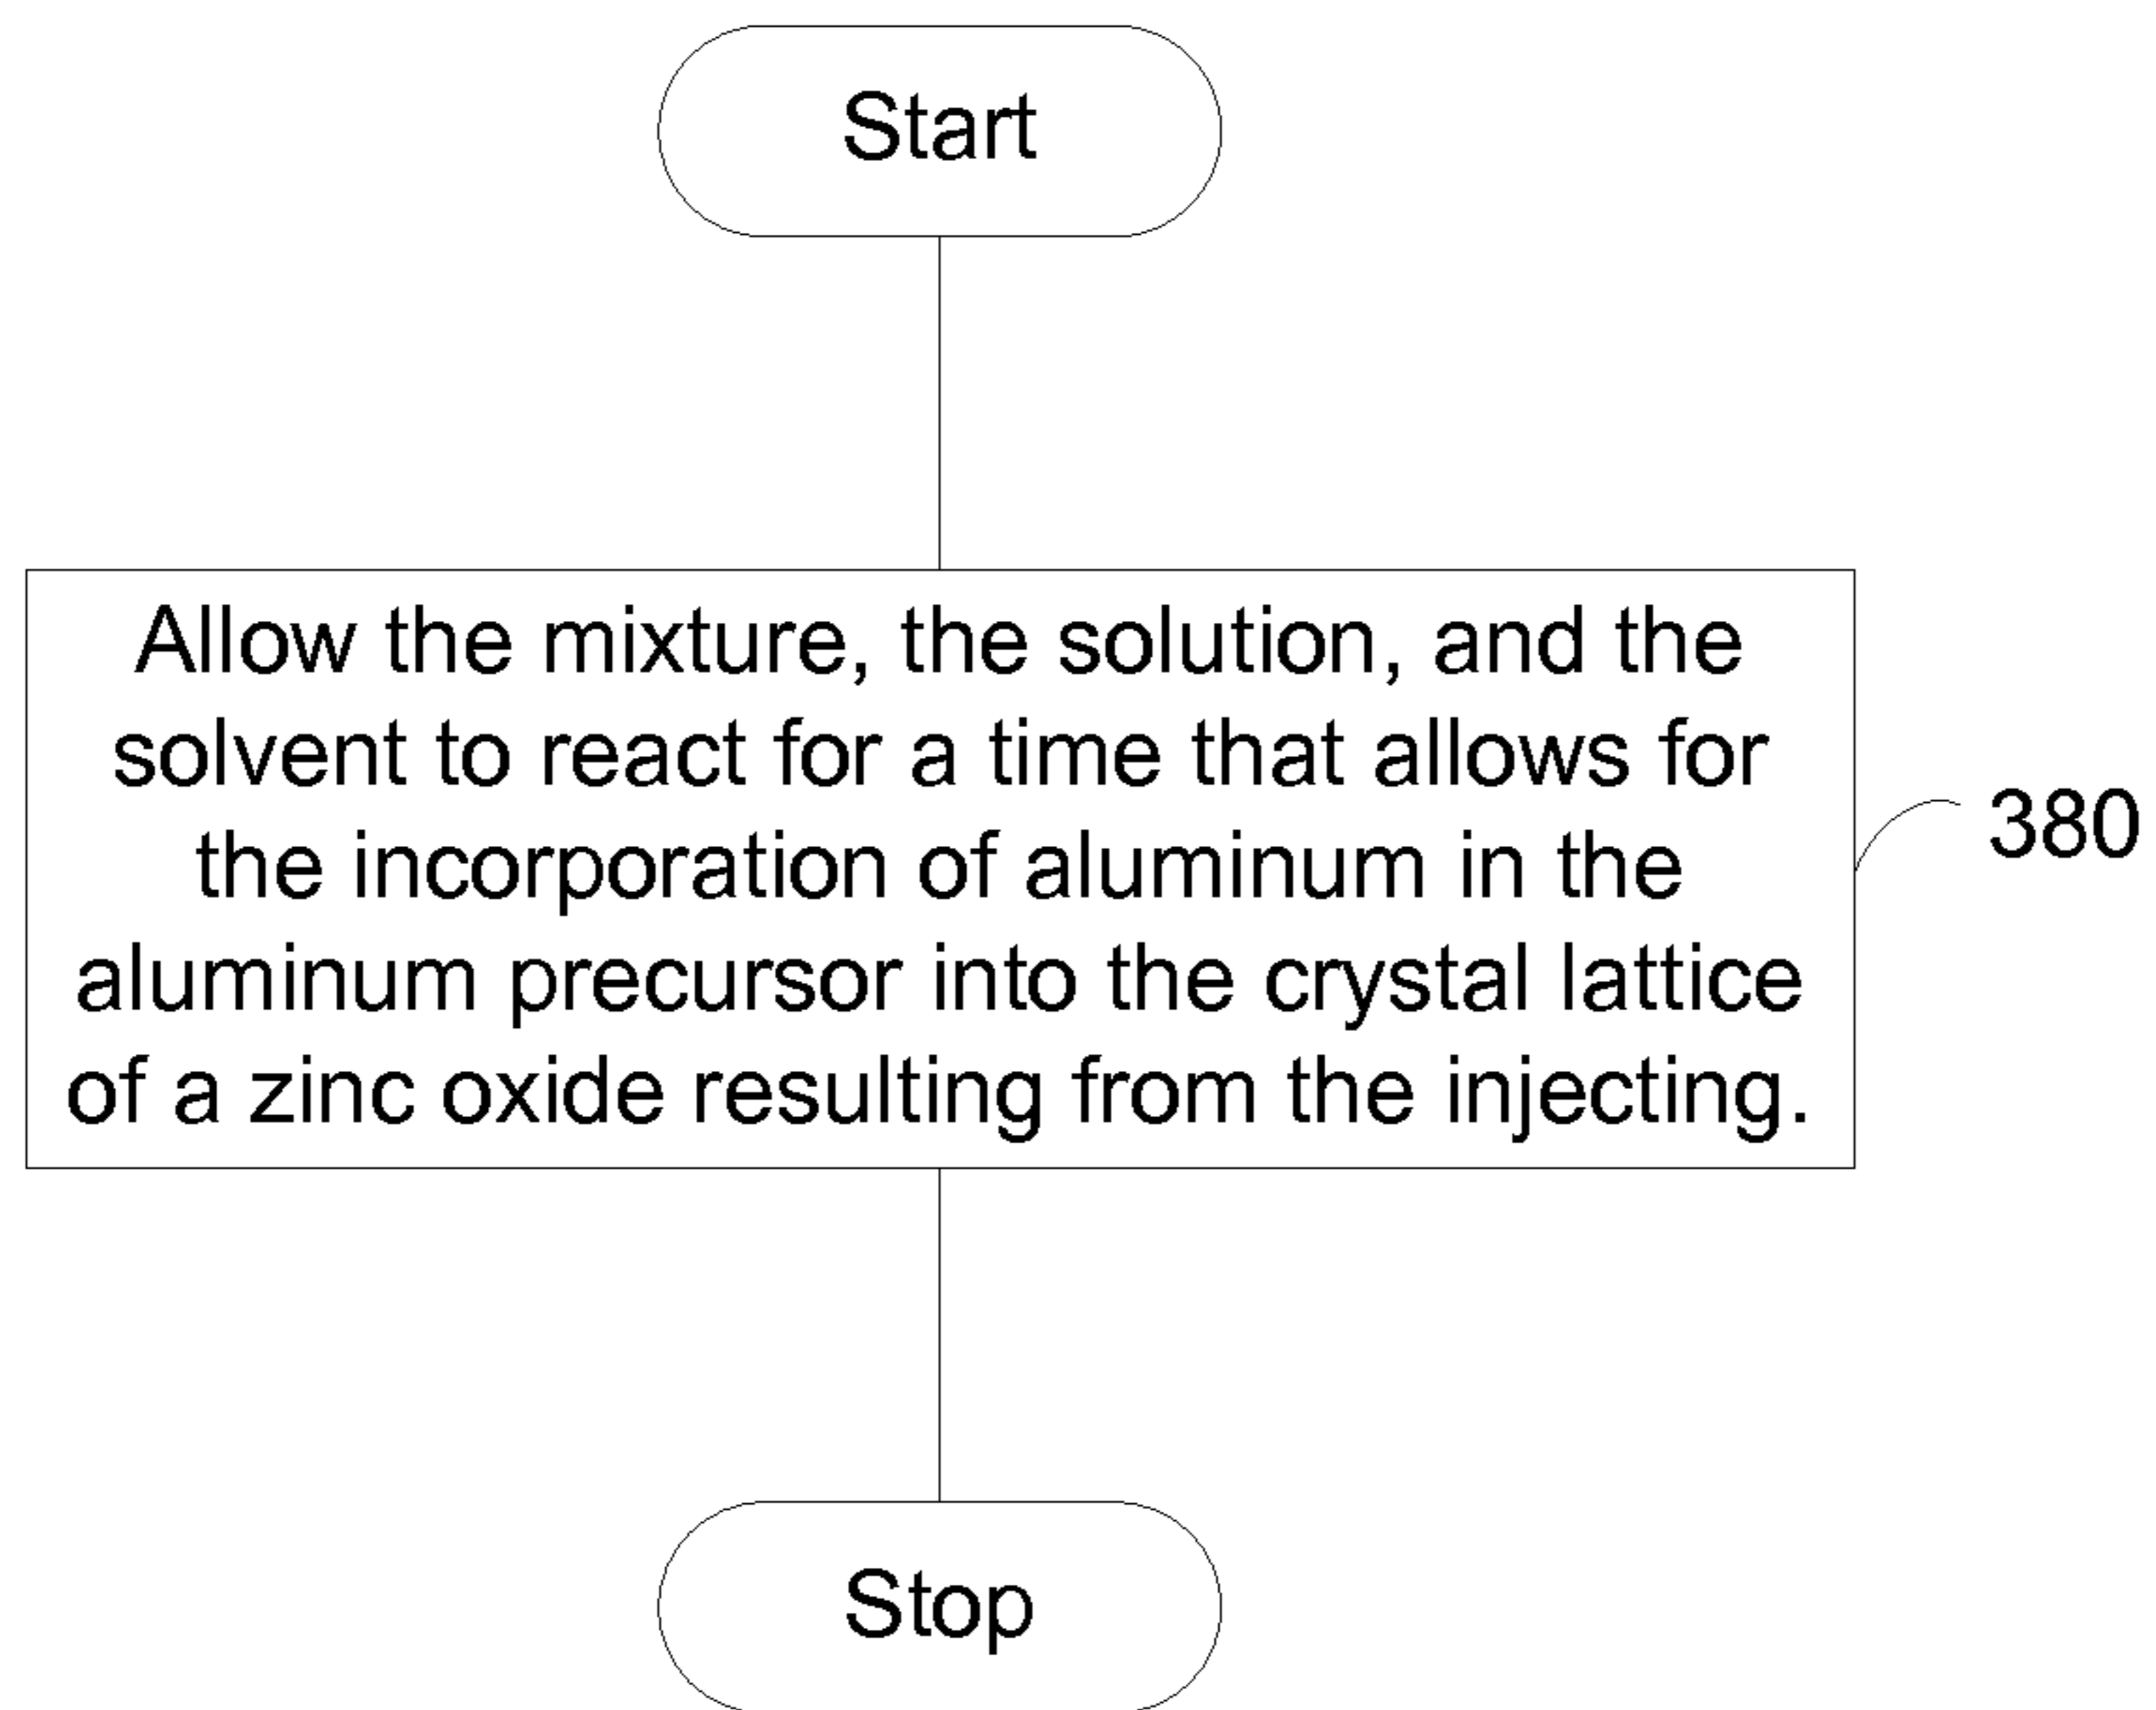 Start
Allow the mixture, the solution, and the
solvent to react for a time that allows for
the incorporation of aluminum in the
aluminum precursor into the crystal lattice
of a zinc oxide resulting from the injecting.
380
Stop